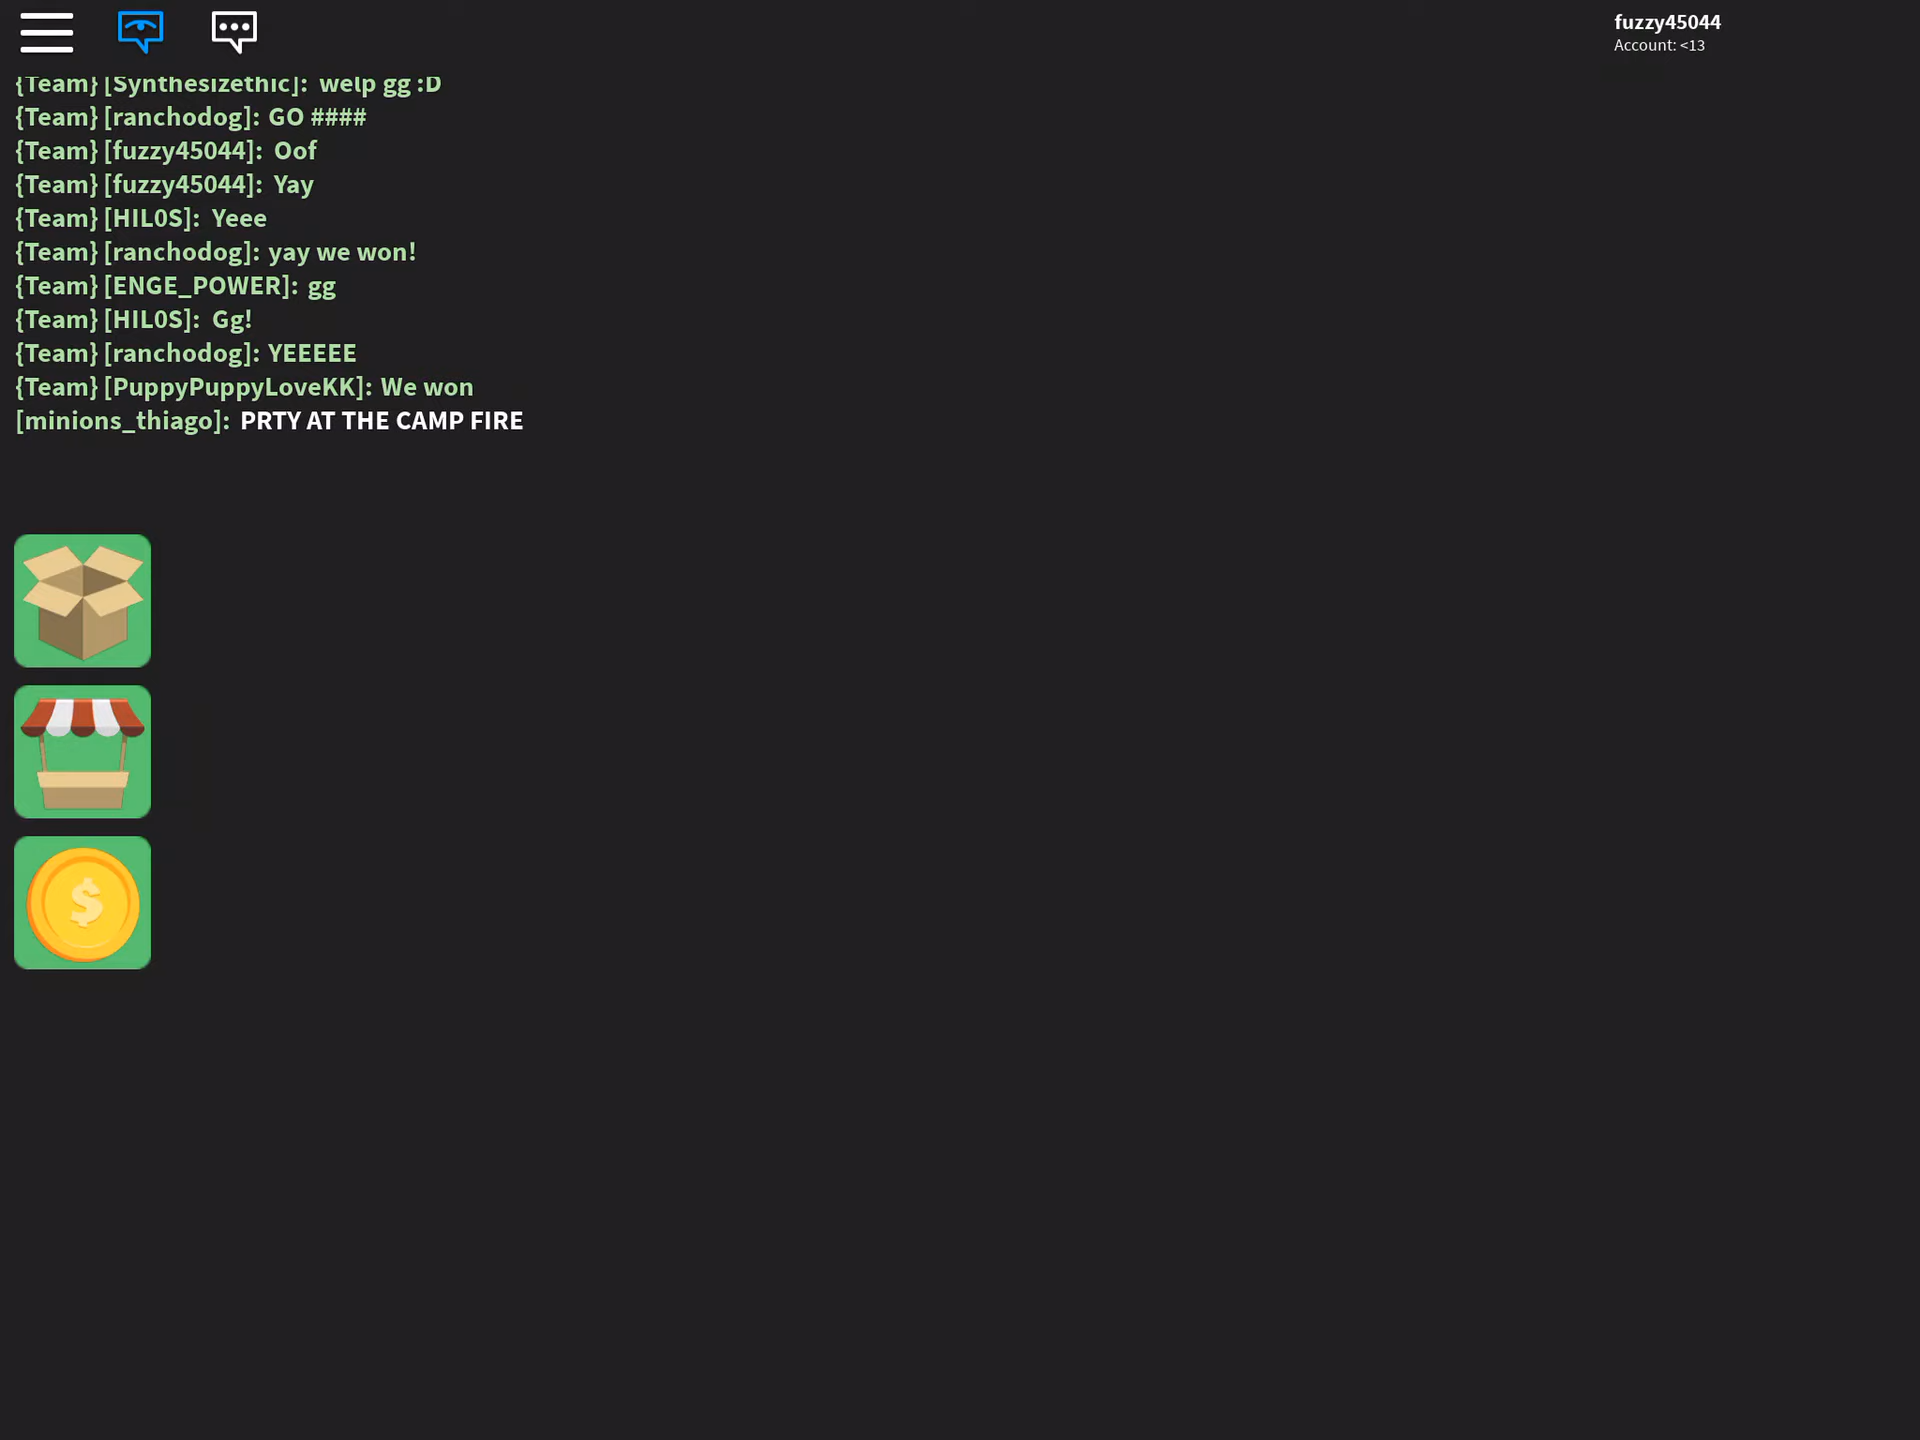 fuzzy45044
Account: <13
{Team} [Synthesizethic]: welp gg :D
{Team} [ranchodog]: GO ####
{Team} [fuzzy45044]: Oof
{Team} [fuzzy45044]: Yay
{Team} [HIL0S]: Yeee
{Team} [ranchodog]: yay we won!
{Team} [ENGE_POWER]: gg
{Team} [HIL0S]: Gg!
{Team} [ranchodog]: YEEEEE
{Team} [PuppyPuppyLoveKK]: We won
[minions_thiago]: PRTY AT THE CAMP FIRE
$